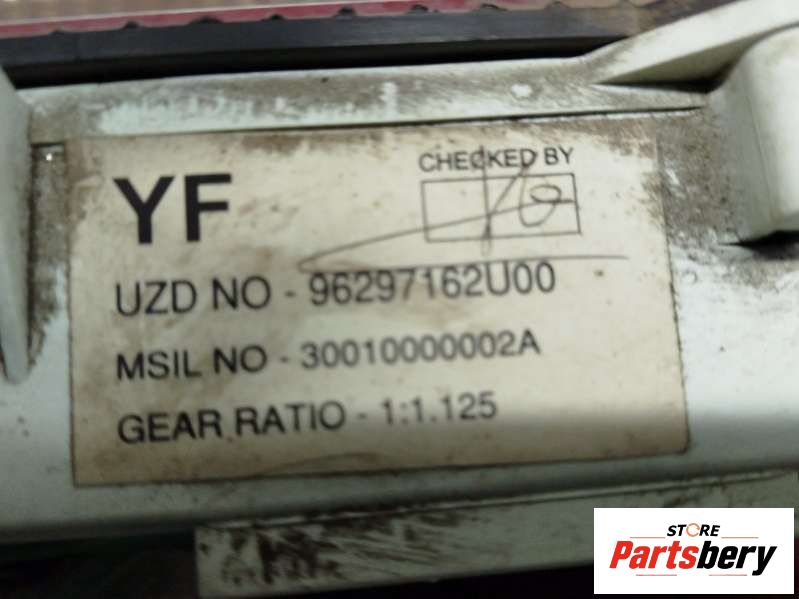 YF
CHECKED BY
UZD NO - 96297162U00
MSIL NO - 30010000002A
GEAR RATIO - 1:1.125
STORE
Partsbery